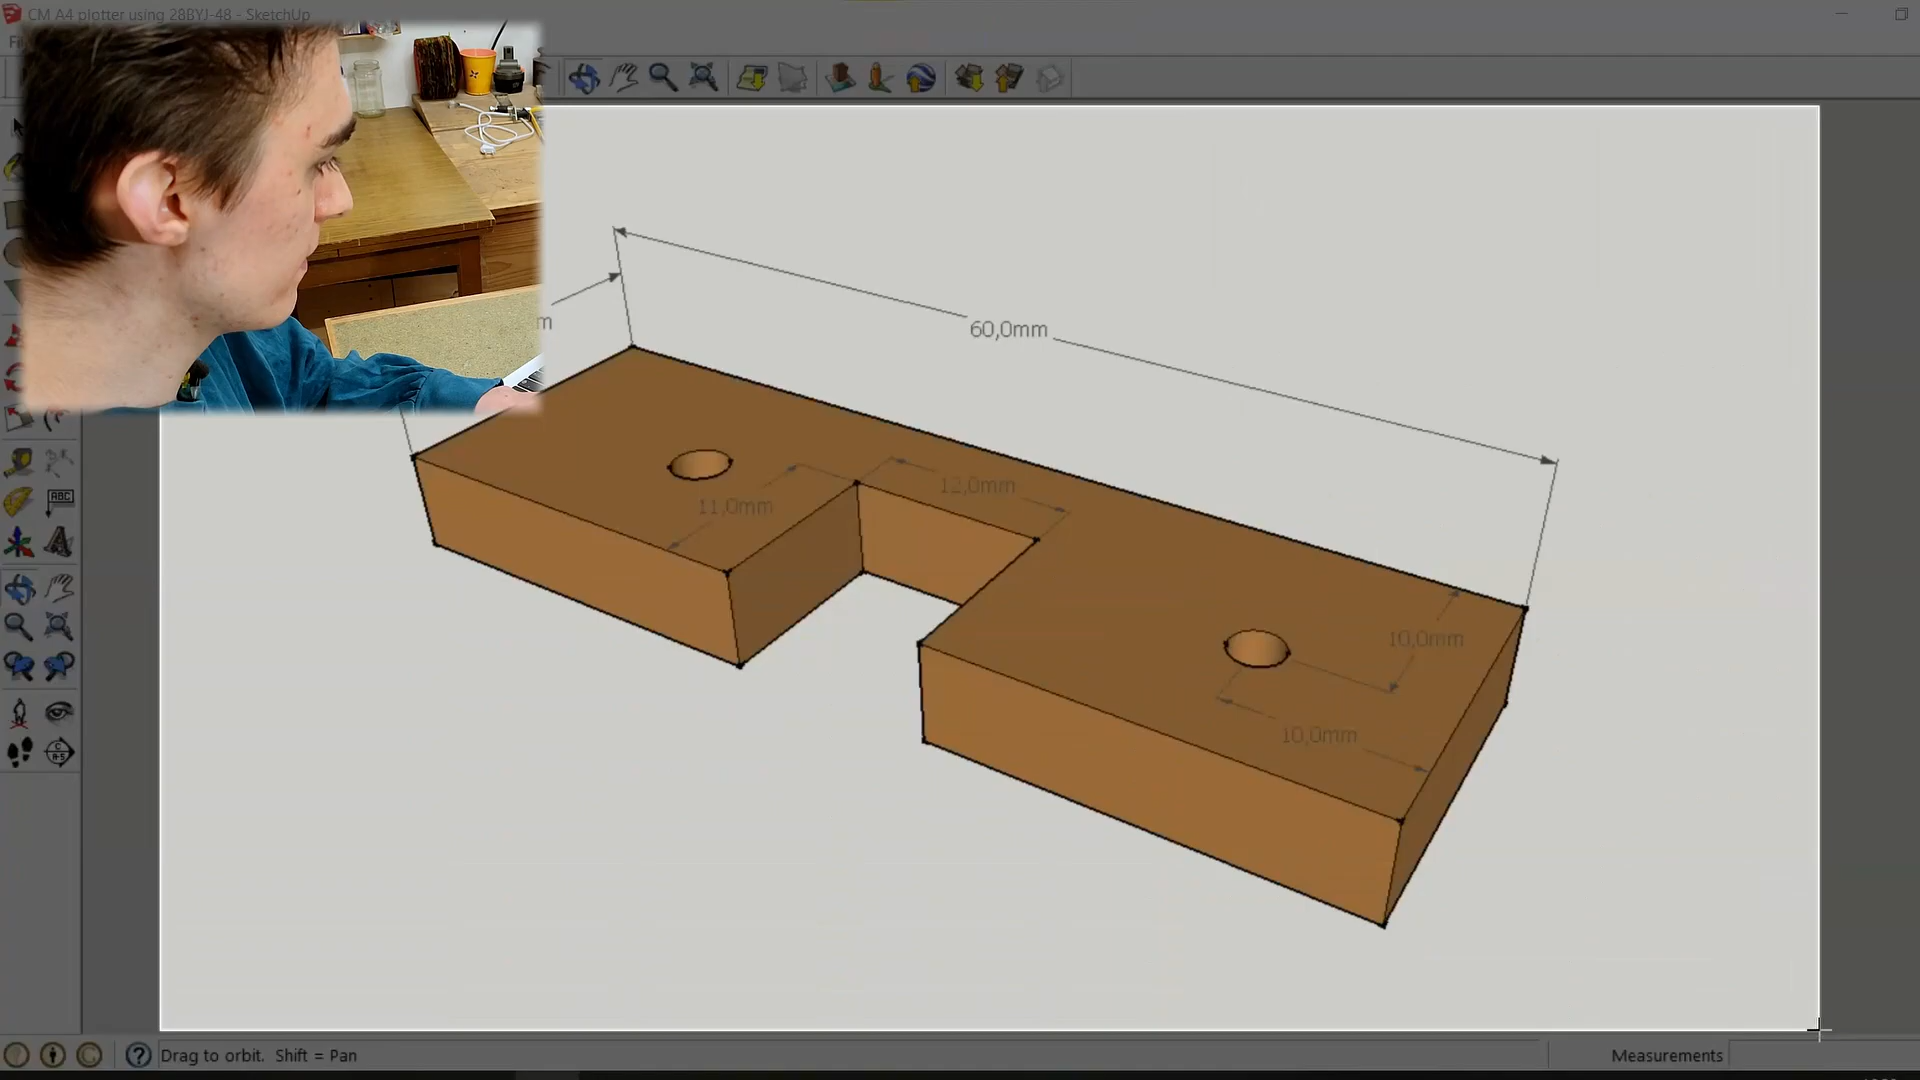 CM A4 plotter using 28BYJ-48 - SketchUp
60,0mm
m
12,0mm
11,0mm
10,0mm
10,0mm
ABC
Drag to orbit. Shift = Pan
Measurements